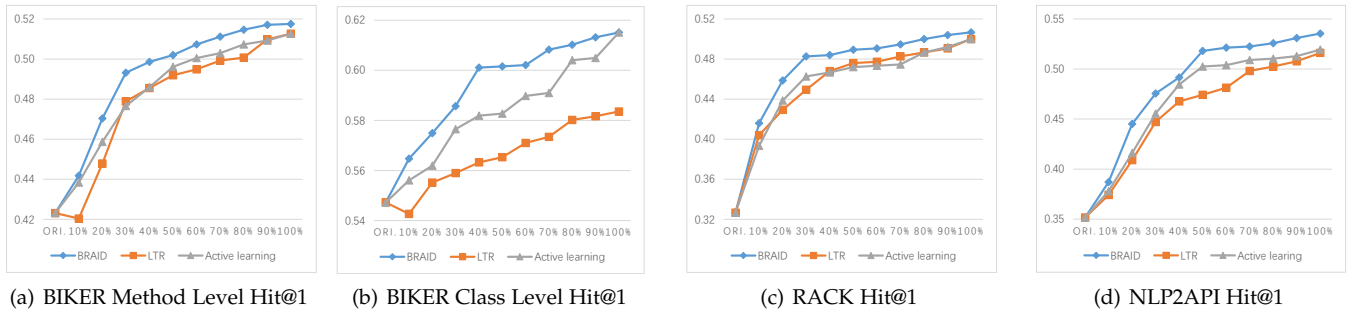 0.52
0.50
0.48
0.46
0.44
0.42
ORI. 10% 20% 30% 40% 50% 60% 70% 80% 90% 100%
BRAID LTR Active learning
(a) BIKER Method Level Hit@1
0.62
0.60
0.58
0.56
0.54
ORI. 10% 20% 30% 40% 50% 60% 70% 80% 90% 100%
BRAID LTR Active learning
(b) BIKER Class Level Hit@1
0.52
0.48
0.44
0.40
0.36
0.32
ORI. 10% 20% 30% 40% 50% 60% 70% 80% 90% 100%
BRAID LTR Active learning
(c) RACK Hit@1
0.55
0.50
0.45
0.40
0.35
ORI. 10% 20% 30% 40% 50% 60% 70% 80% 90% 100%
BRAID LTR Active learning
(d) NLP2API Hit@1